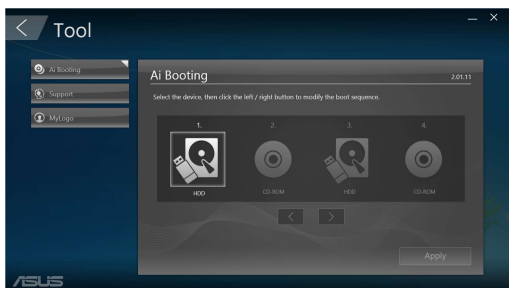 Tool
Ai Booting
Support
MyLogo
Ai Booting
2.01.11
Select the device, then click the left / right button to modify the boot sequence.
1. 2. 3. 4.
HDD CD-ROM HDD CD-ROM
Apply
ASUS